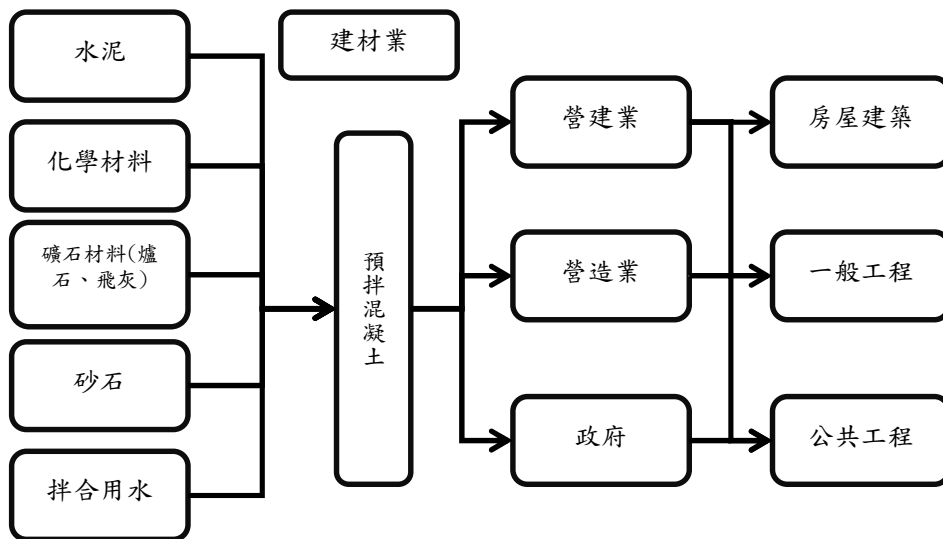 水泥
建材業
化學材料
礦石材料(爐
石、飛灰)
砂石
拌合用水
預拌混凝土
營建業
營造業
政府
房屋建築
一般工程
公共工程